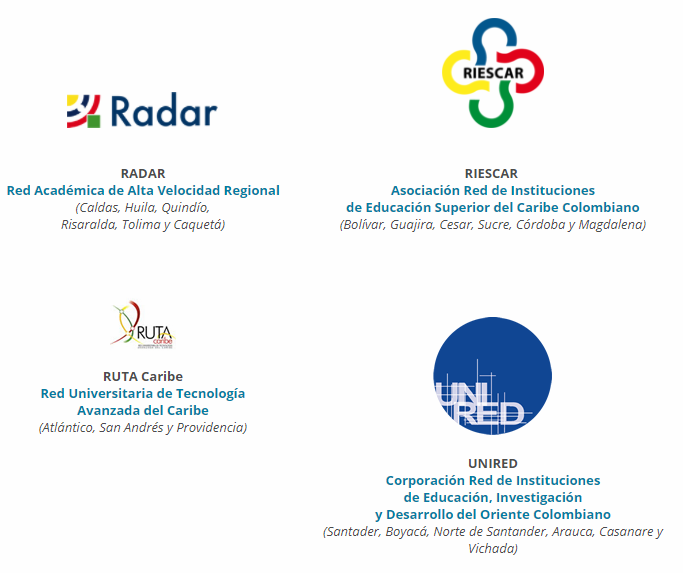 Radar
RADAR
Red Académica de Alta Velocidad Regional
(Caldas, Huila, Quindío,
Risaralda, Tolima y Caquetá)
RIESCAR
RIESCAR
Asociación Red de Instituciones
de Educación Superior del Caribe Colombiano
(Bolívar, Guajira, Cesar, Sucre, Córdoba y Magdalena)
RUTA
caribe
RUTA Caribe
Red Universitaria de Tecnología
Avanzada del Caribe
(Atlántico, San Andrés y Providencia)
UNI
RED
UNIRED
Corporación Red de Instituciones
de Educación, Investigación
y Desarrollo del Oriente Colombiano
(Santader, Boyacá, Norte de Santander, Arauca, Casanare y
Vichada)